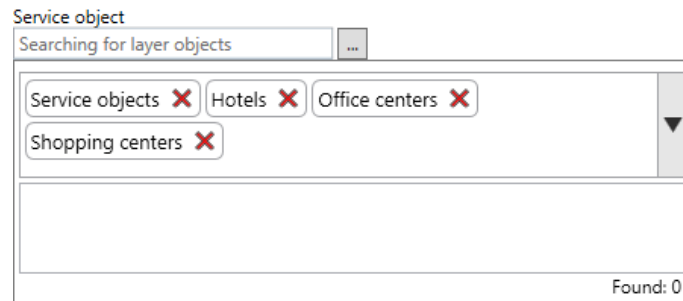 Service object
Searching for layer objects ...
Service objects Hotels Office centers
Shopping centers
Found: 0